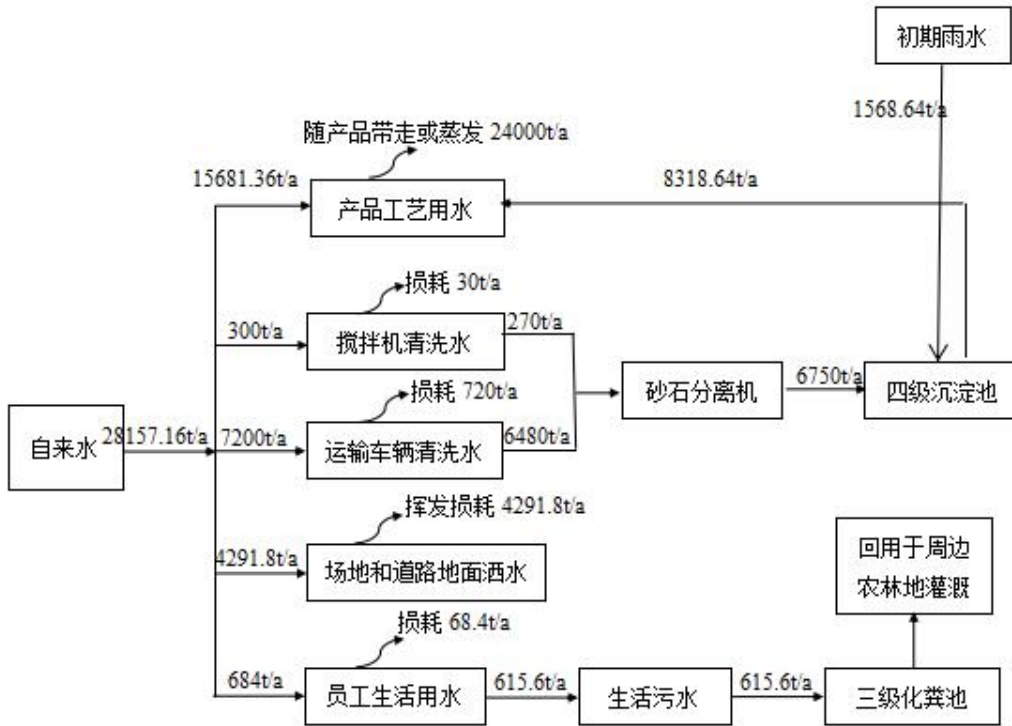 初期雨水
1568.64t/a
随产品带走或蒸发 24000t/a
15681.36t/a
8318.64t/a
产品工艺用水
损耗 30t/a
300t/a
搅拌机清洗水
270t/a
损耗 720t/a
砂石分离机
6750t/a
四级沉淀池
自来水
28157.16t/a
7200t/a
运输车辆清洗水
6480t/a
挥发损耗 4291.8t/a
4291.8t/a
场地和道路地面洒水
回用于周边
农林地灌溉
损耗 68.4t/a
684t/a
员工生活用水
615.6t/a
生活污水
615.6t/a
三级化粪池